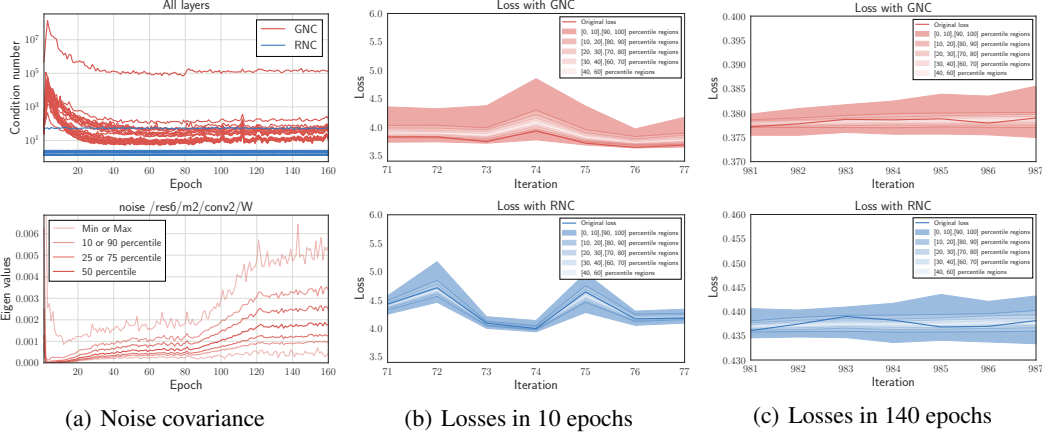 All layers
GNC
RNC
Condition number
10^7
10^5
10^3
10^1
20 40 60 80 100 120 140 160
Epoch
noise /res6/m2/conv2/W
Min or Max
10 or 90 percentile
25 or 75 percentile
50 percentile
Eigen values
0.006
0.005
0.004
0.003
0.002
0.001
0.000
20 40 60 80 100 120 140 160
Epoch
(a) Noise covariance
Loss with GNC
Original loss
[0, 10],[90, 100] percentile regions
[10, 20],[80, 90] percentile regions
[20, 30],[70, 80] percentile regions
[30, 40],[60, 70] percentile regions
[40, 60] percentile regions
Loss
6.0
5.5
5.0
4.5
4.0
3.5
71 72 73 74 75 76 77
Iteration
Loss with RNC
Original loss
[0, 10],[90, 100] percentile regions
[10, 20],[80, 90] percentile regions
[20, 30],[70, 80] percentile regions
[30, 40],[60, 70] percentile regions
[40, 60] percentile regions
Loss
6.0
5.5
5.0
4.5
4.0
71 72 73 74 75 76 77
Iteration
(b) Losses in 10 epochs
Loss with GNC
Original loss
[0, 10],[90, 100] percentile regions
[10, 20],[80, 90] percentile regions
[20, 30],[70, 80] percentile regions
[30, 40],[60, 70] percentile regions
[40, 60] percentile regions
Loss
0.400
0.395
0.390
0.385
0.380
0.375
0.370
981 982 983 984 985 986 987
Iteration
Loss with RNC
Original loss
[0, 10],[90, 100] percentile regions
[10, 20],[80, 90] percentile regions
[20, 30],[70, 80] percentile regions
[30, 40],[60, 70] percentile regions
[40, 60] percentile regions
Loss
0.460
0.455
0.450
0.445
0.440
0.435
0.430
981 982 983 984 985 986 987
Iteration
(c) Losses in 140 epochs